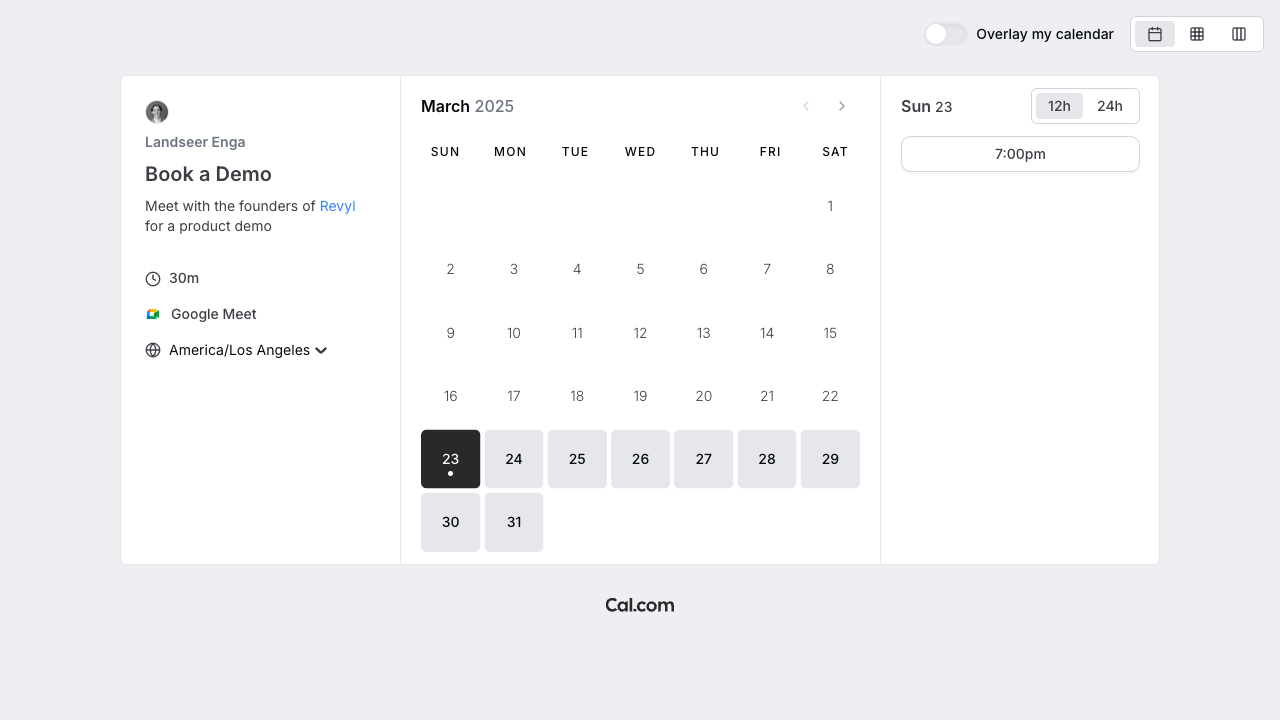 Overlay my calendar
Landseer Enga
Book a Demo
Meet with the founders of Revyl
for a product demo
30m
Google Meet
America/Los Angeles
March 2025
SUN MON TUE WED THU FRI SAT
1
2 3 4 5 6 7 8
9 10 11 12 13 14 15
16 17 18 19 20 21 22
23 24 25 26 27 28 29
30 31
Sun 23
12h 24h
7:00pm
Cal.com